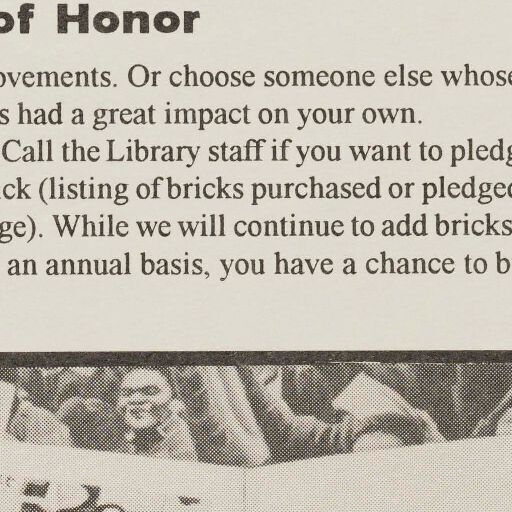 of Honor
ovements. Or choose someone else whose
s had a great impact on your own.
Call the Library staff if you want to pledg
ick (listing of bricks purchased or pledged
ge). While we will continue to add bricks
an annual basis, you have a chance to b